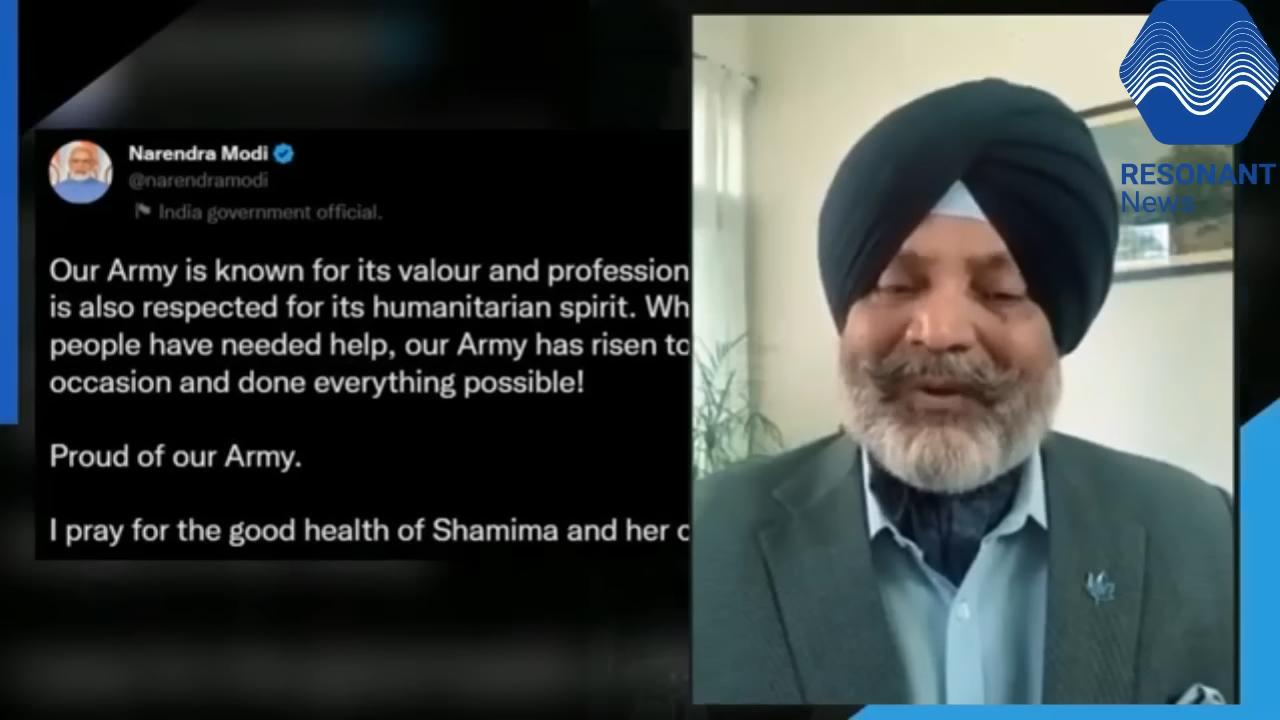 Narendra Modi
@narendramodi
India government official.
Our Army is known for its valour and profession
is also respected for its humanitarian spirit. Wh
people have needed help, our Army has risen to
occasion and done everything possible!
Proud of our Army.
I pray for the good health of Shamima and her c
RESONANT
News